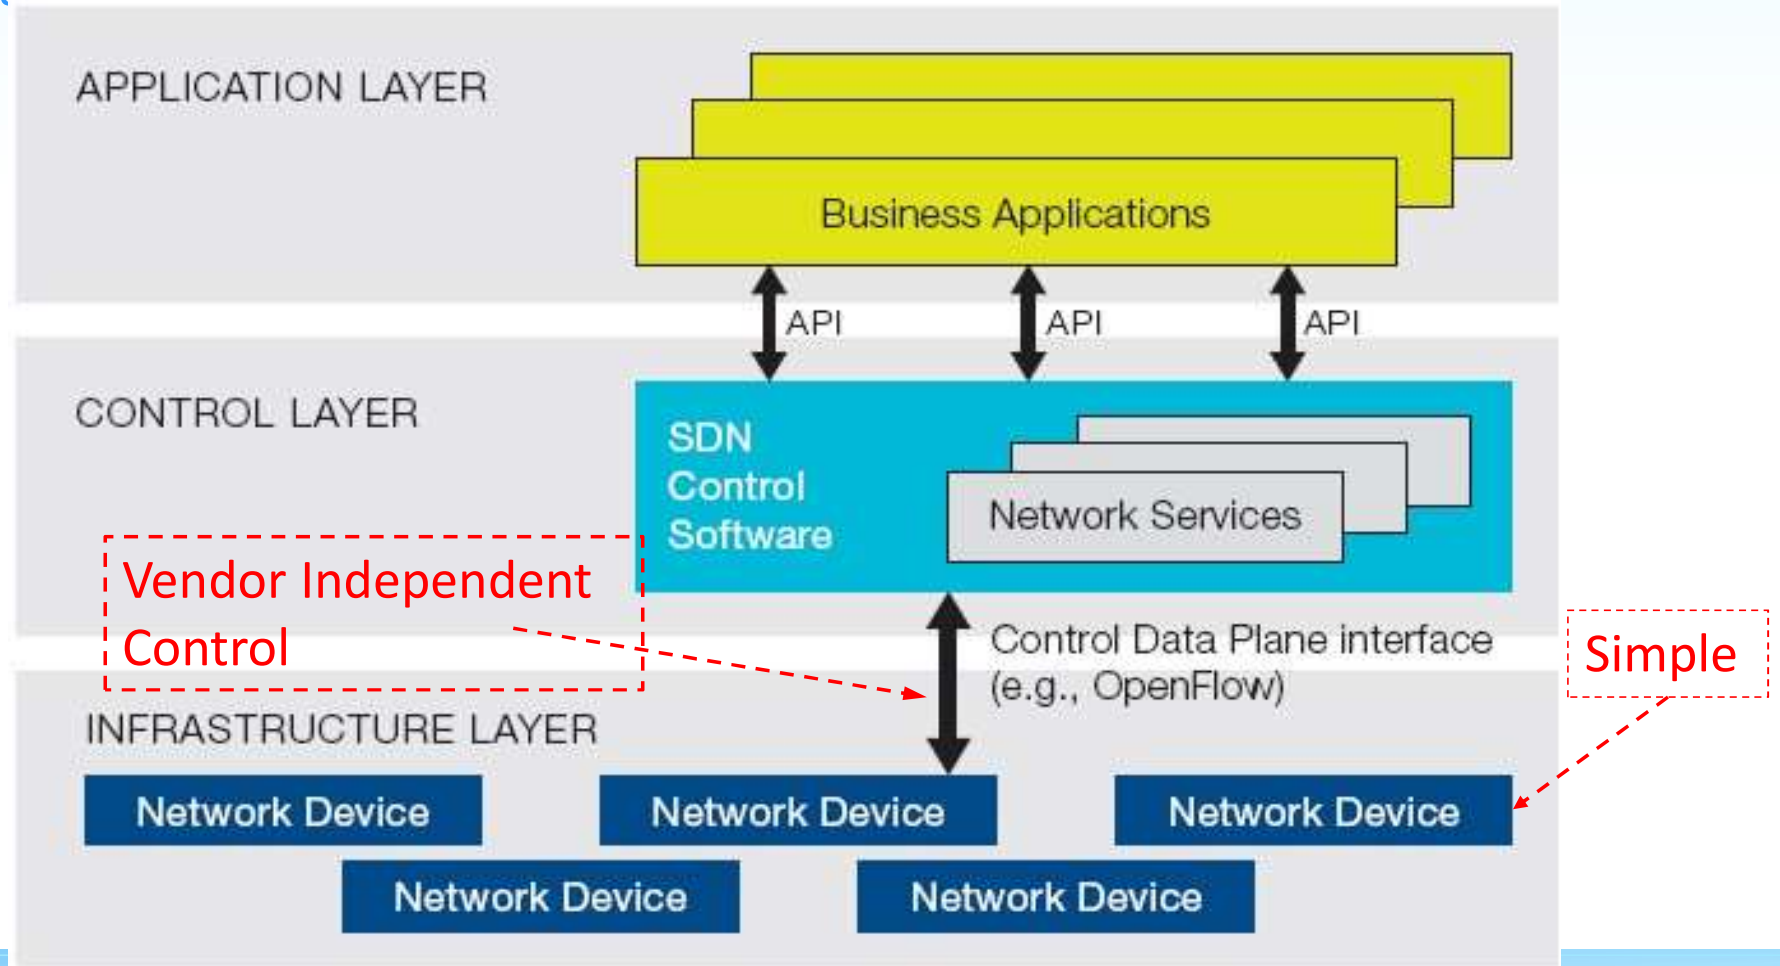 APPLICATION LAYER
Business Applications
API
API
API
CONTROL LAYER
SDN
Control
Software
Network Services
Vendor Independent
Control
Control Data Plane interface
(e.g., OpenFlow)
Simple
INFRASTRUCTURE LAYER
Network Device
Network Device
Network Device
Network Device
Network Device